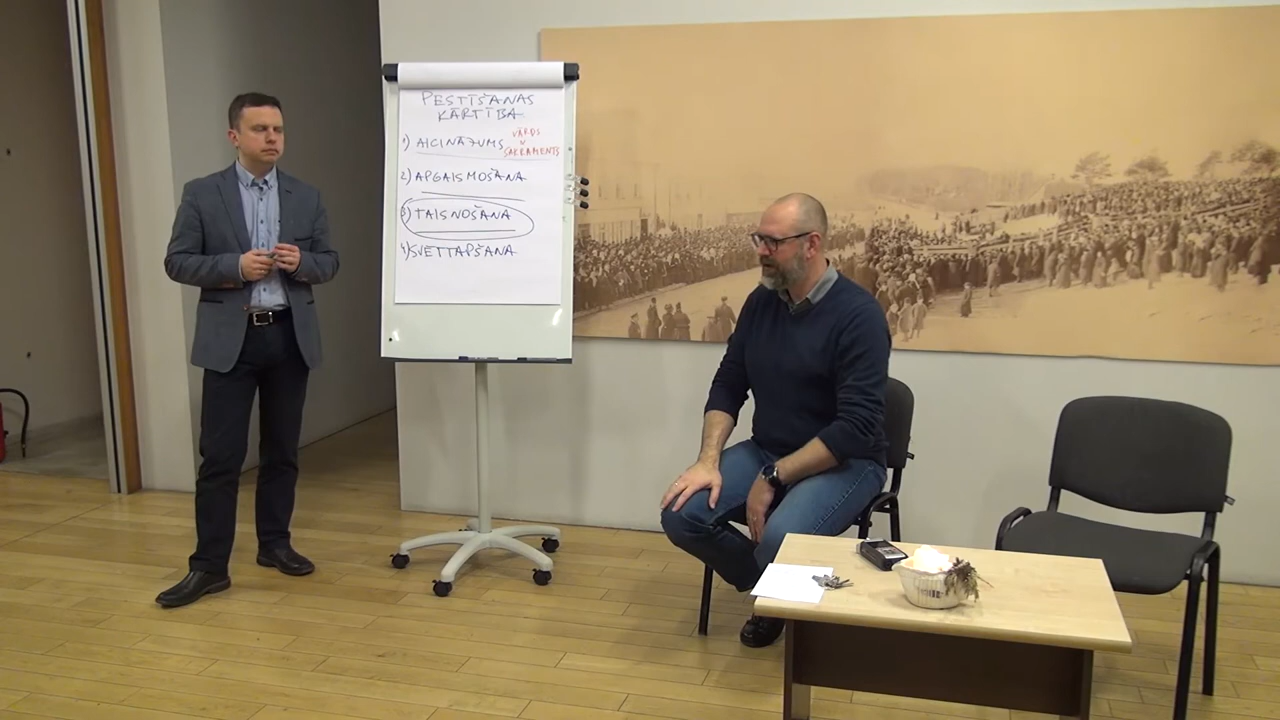 PESTĪŠANAS
KĀRTĪBA
1) AICINĀJUMS
VĀRDS
UN
SAKRAMENTS
2) APGAISMOŠANA
3) TAISNOŠANA
4) SVĒTTAPŠANA